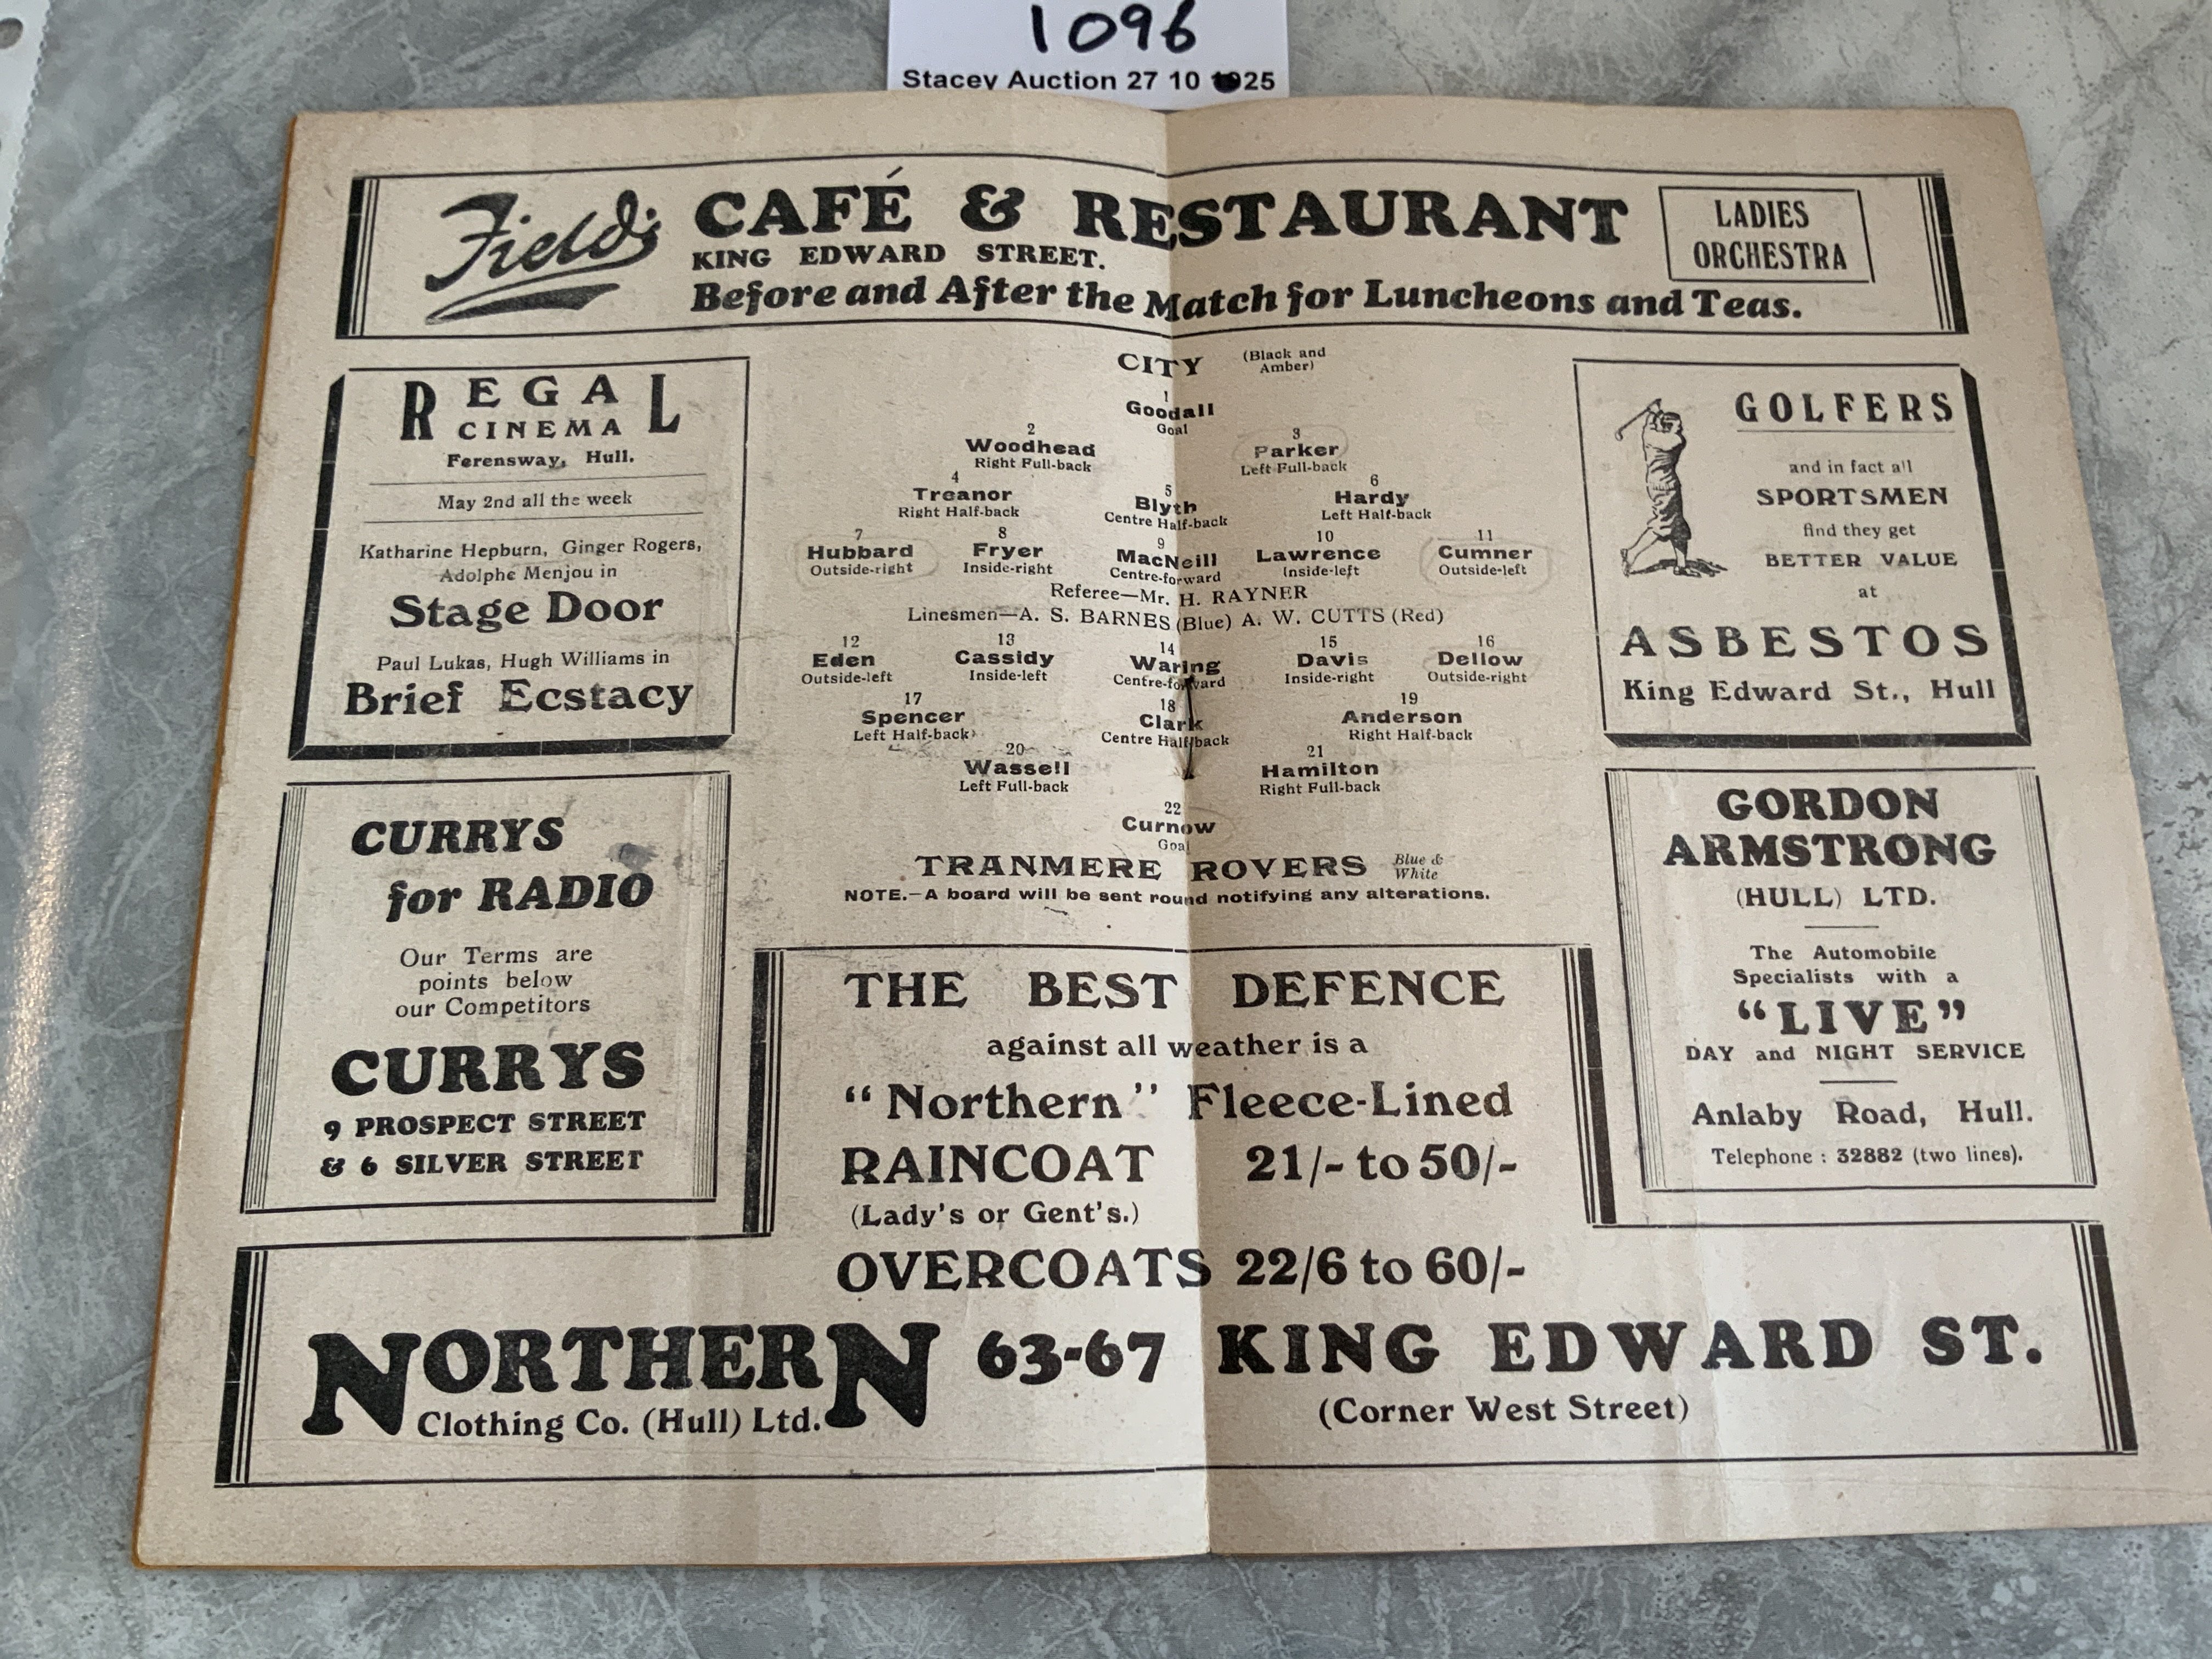 1096
Stacey Auction 27 10 25
Field's CAFÉ & RESTAURANT
KING EDWARD STREET.
LADIES
ORCHESTRA
Before and After the Match for Luncheons and Teas.
REGAL
CINEMA
Ferensway, Hull.
May 2nd all the week
Katharine Hepburn, Ginger Rogers,
Adolphe Menjou in
Stage Door
Paul Lukas, Hugh Williams in
Brief Ecstacy
CURRYS
for RADIO
Our Terms are
points below
our Competitors
CURRYS
9 PROSPECT STREET
& 6 SILVER STREET
CITY (Black and
Amber)
1
Goodall
Goal
2 3
Woodhead Parker
Right Full-back Left Full-back
4 5 6
Treanor Blyth Hardy
Right Half-back Centre Half-back Left Half-back
7 8 9 10 11
Hubbard Fryer MacNeill Lawrence Cumner
Outside-right Inside-right Centre-forward Inside-left Outside-left
Referee—Mr. H. RAYNER
Linesmen—A. S. BARNES (Blue) A. W. CUTTS (Red)
12 13 14 15 16
Eden Cassidy Waring Davis Dellow
Outside-left Inside-left Centre-forward Inside-right Outside-right
17 18 19
Spencer Clark Anderson
Left Half-back Centre Half-back Right Half-back
20 21
Wassell Hamilton
Left Full-back Right Full-back
22
Curnow
Goal
TRANMERE ROVERS Blue &
White
NOTE.—A board will be sent round notifying any alterations.
GOLFERS
and in fact all
SPORTSMEN
find they get
BETTER VALUE
at
ASBESTOS
King Edward St., Hull
GORDON
ARMSTRONG
(HULL) LTD.
The Automobile
Specialists with a
"LIVE"
DAY and NIGHT SERVICE
Anlaby Road, Hull.
Telephone : 32882 (two lines).
THE BEST DEFENCE
against all weather is a
"Northern" Fleece-Lined
RAINCOAT 21/- to 50/-
(Lady's or Gent's.)
OVERCOATS 22/6 to 60/-
NORTHERN 63-67 KING EDWARD ST.
Clothing Co. (Hull) Ltd. (Corner West Street)